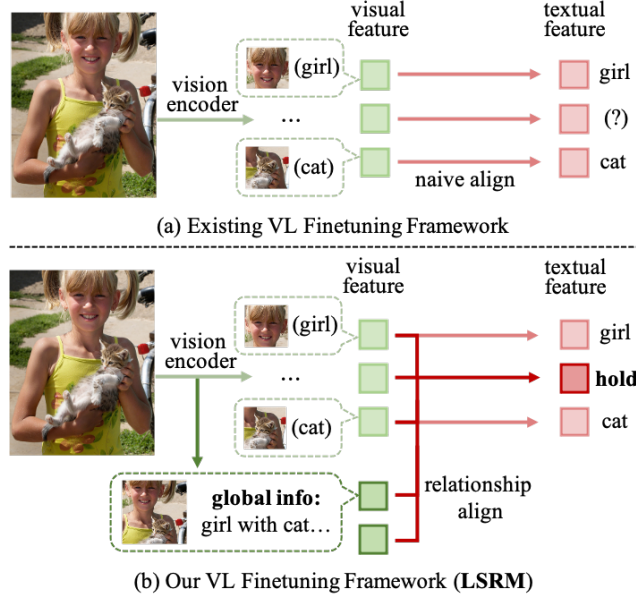 visual
feature
textual
feature
vision
encoder
(girl)
girl
...
(?)
(cat)
cat
naive align
(a) Existing VL Finetuning Framework
visual
feature
textual
feature
vision
encoder
(girl)
girl
...
hold
(cat)
cat
global info:
girl with cat...
relationship
align
(b) Our VL Finetuning Framework (LSRM)